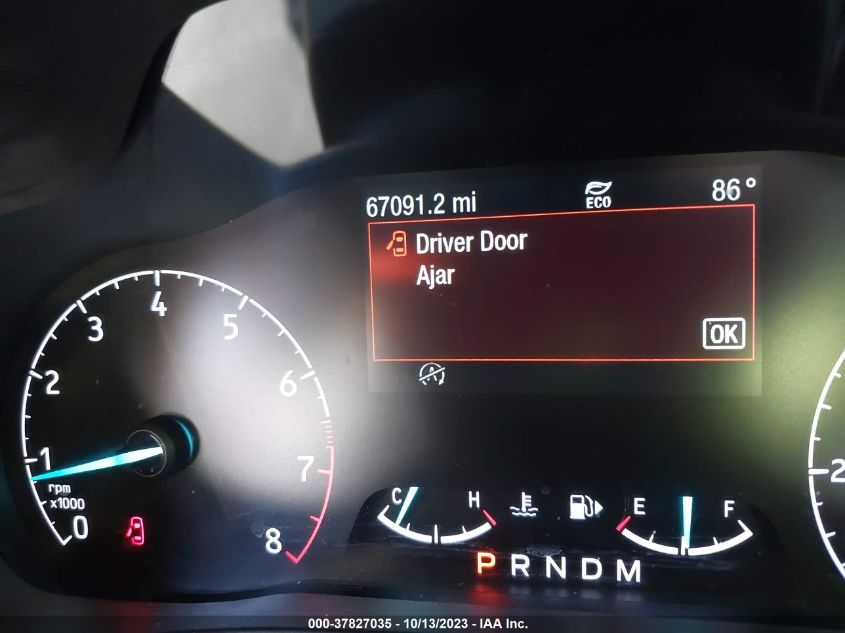 67091.2 mi
ECO
86°
Driver Door
Ajar
OK
A
0
1
2
3
4
5
6
7
8
rpm
x1000
C H
E F
P R N D M
2
000-37827035 - 10/13/2023 - IAA Inc.